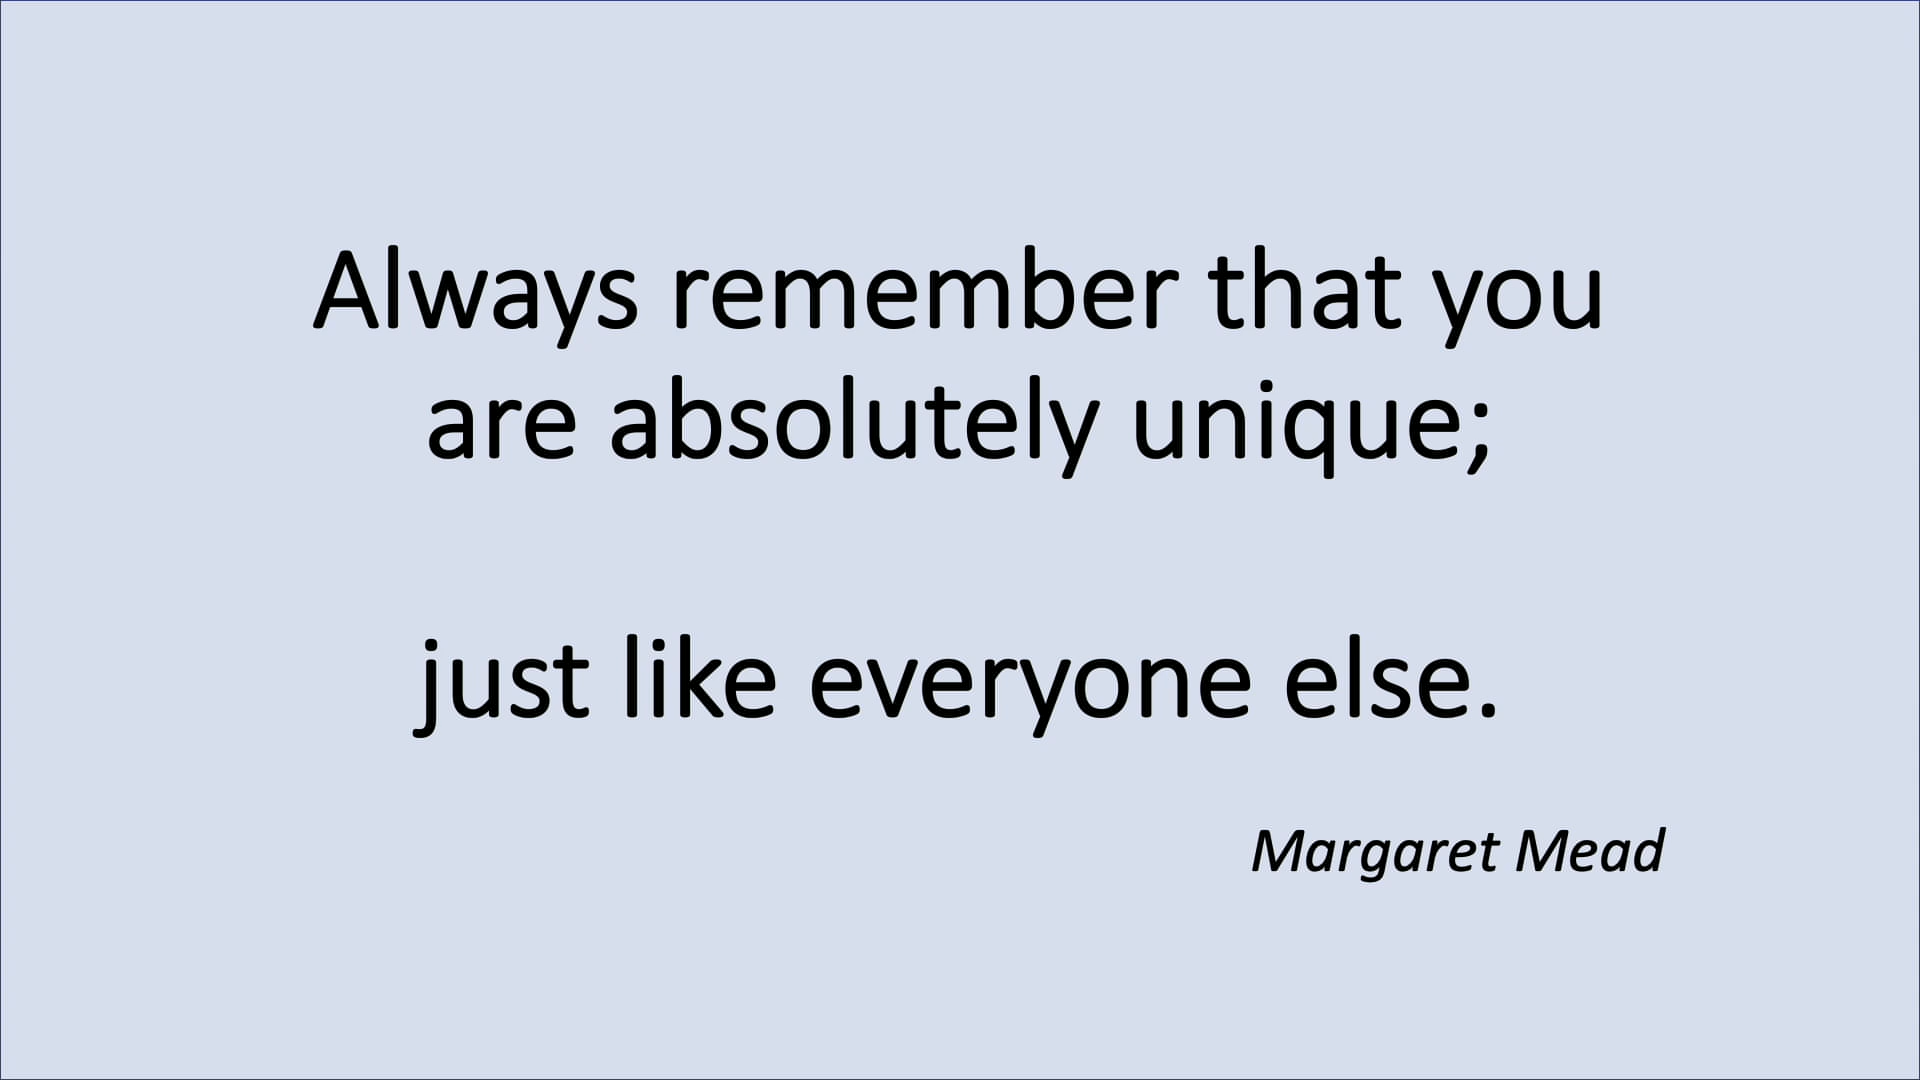 Always remember that you
are absolutely unique;
just like everyone else.
Margaret Mead